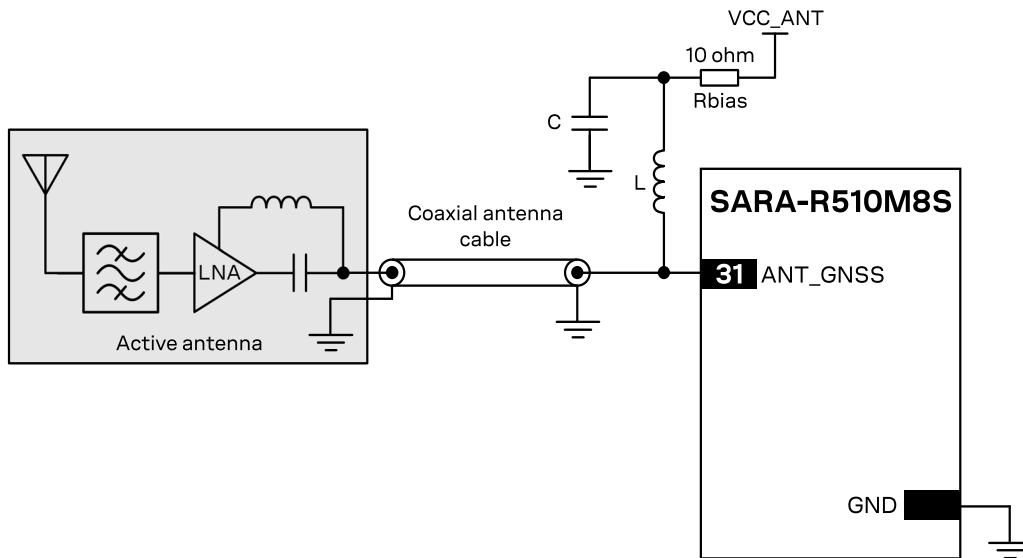 VCC_ANT
10 ohm
Rbias
C
L
SARA-R510M8S
Coaxial antenna
cable
LNA
31 ANT_GNSS
Active antenna
GND